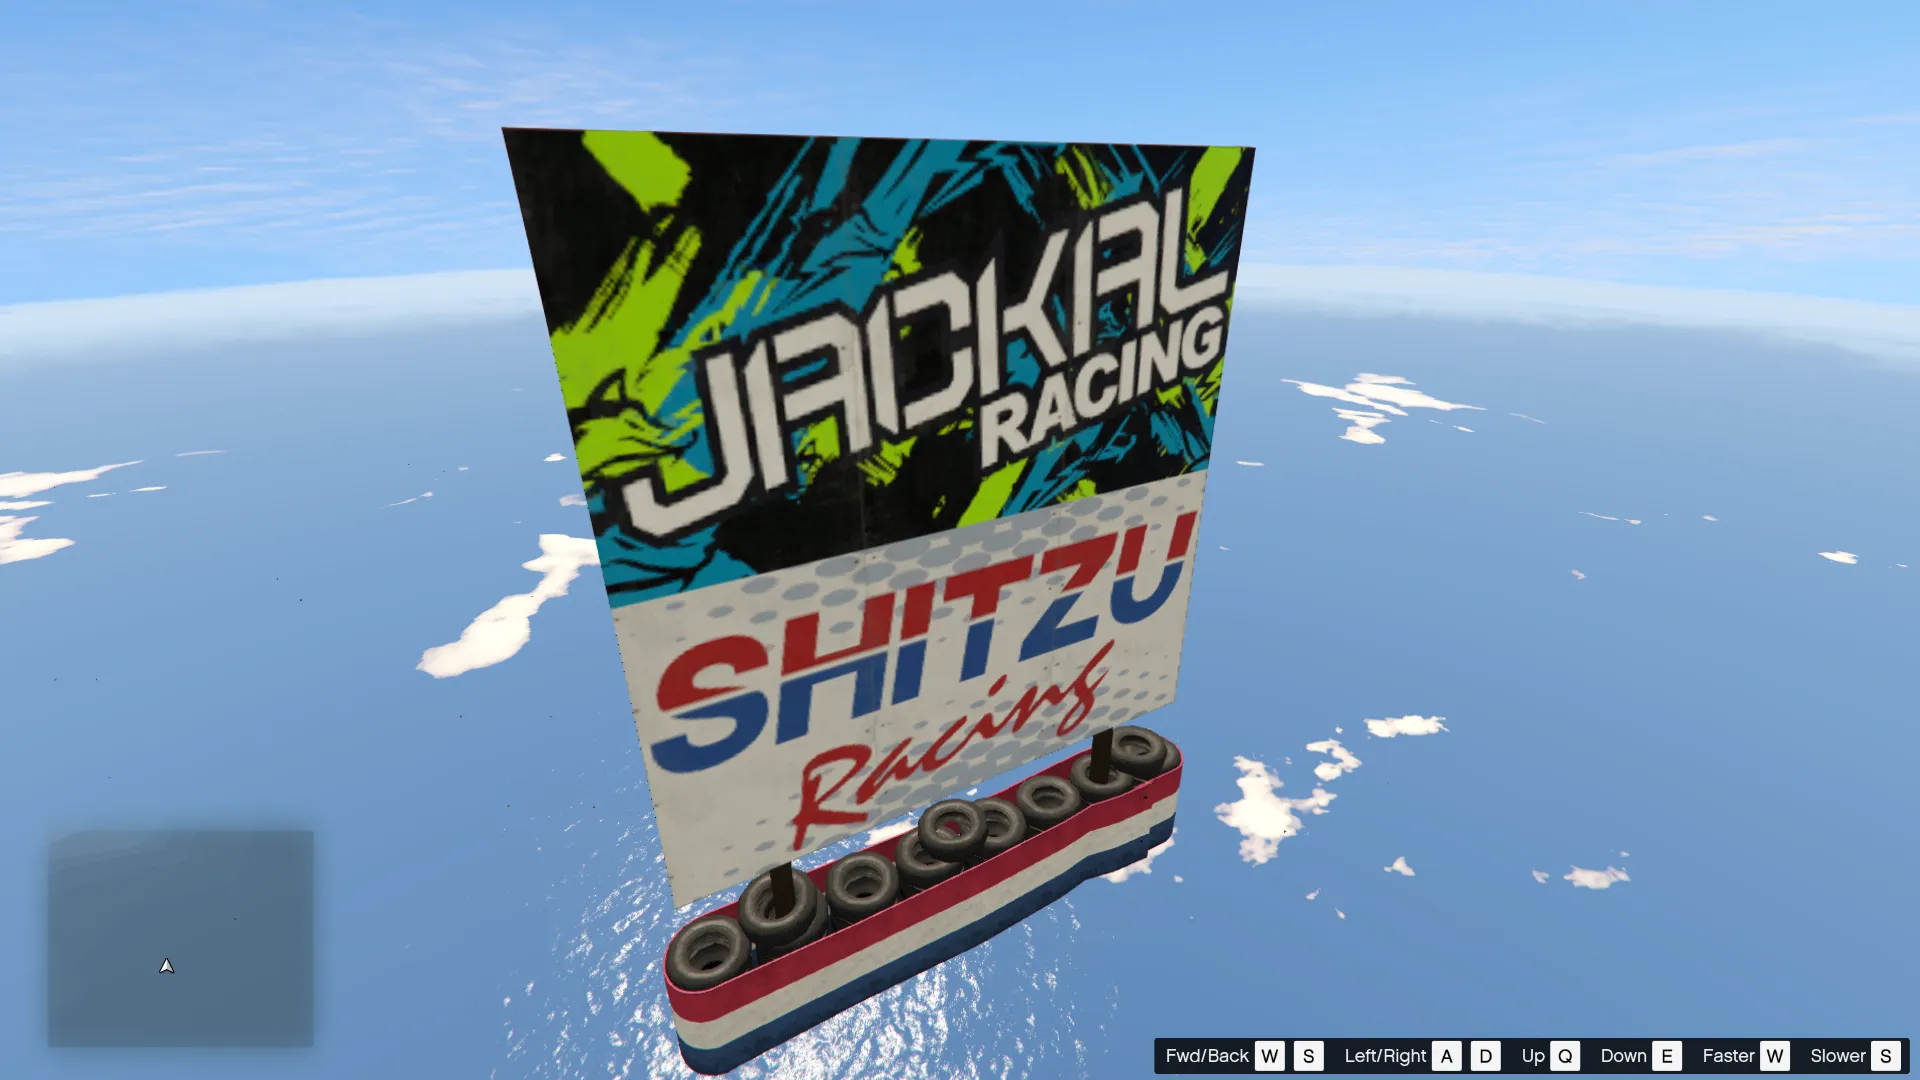 JACKAL
RACING
SHITZU
Racing
Fwd/Back W S Left/Right A D Up Q Down E Faster W Slower S